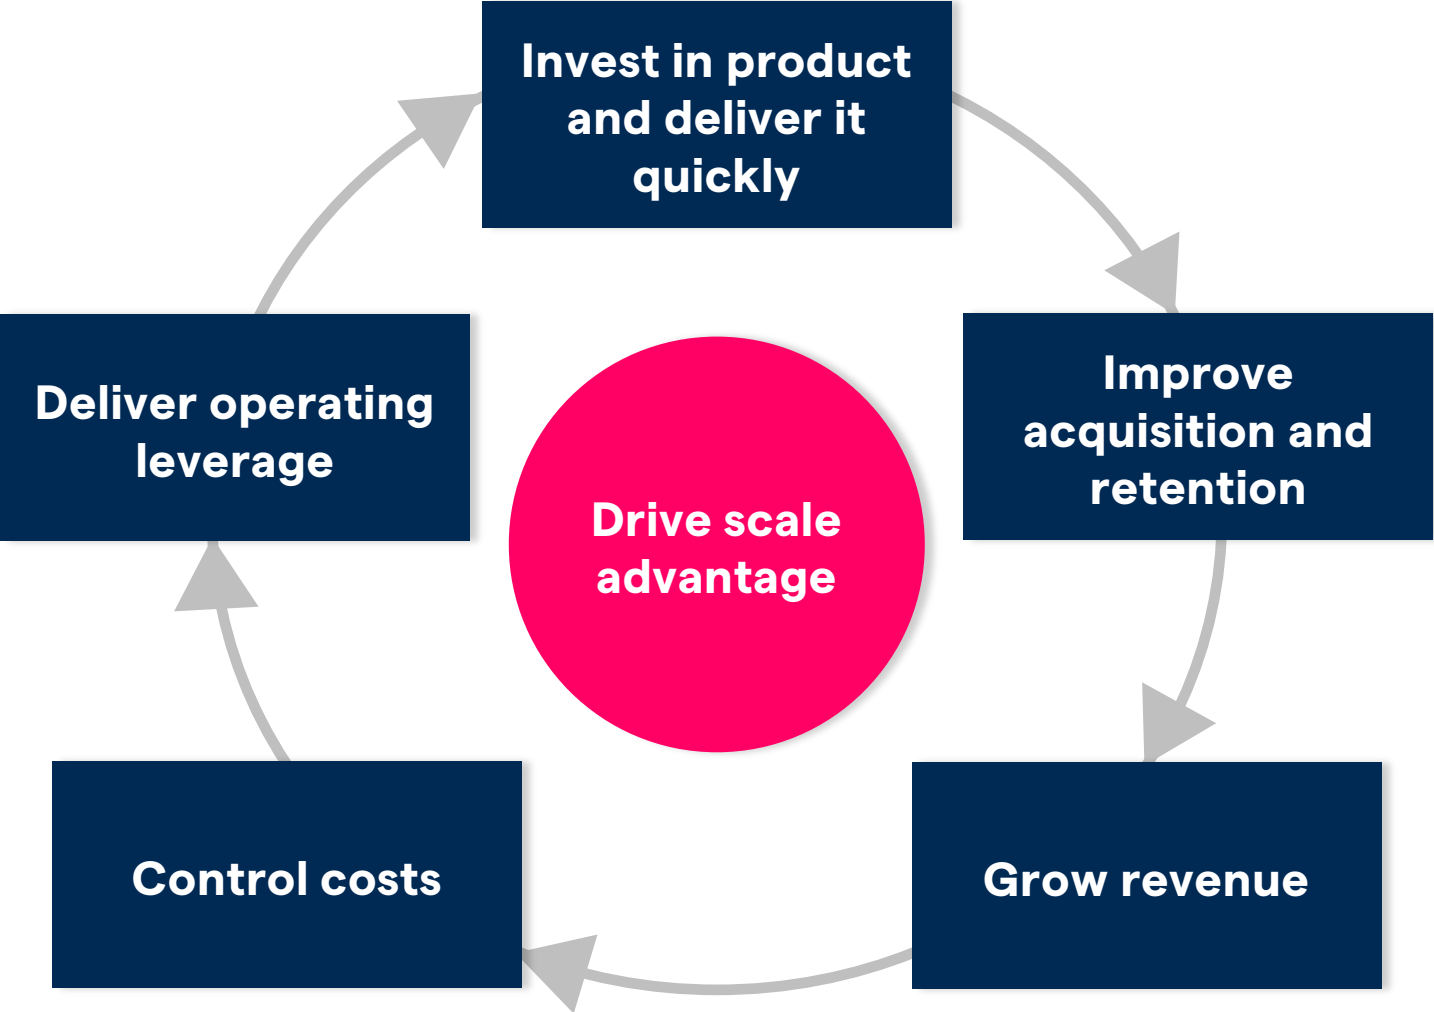 Invest in product
and deliver it
quickly
Improve
acquisition and
retention
Grow revenue
Control costs
Deliver operating
leverage
Drive scale
advantage